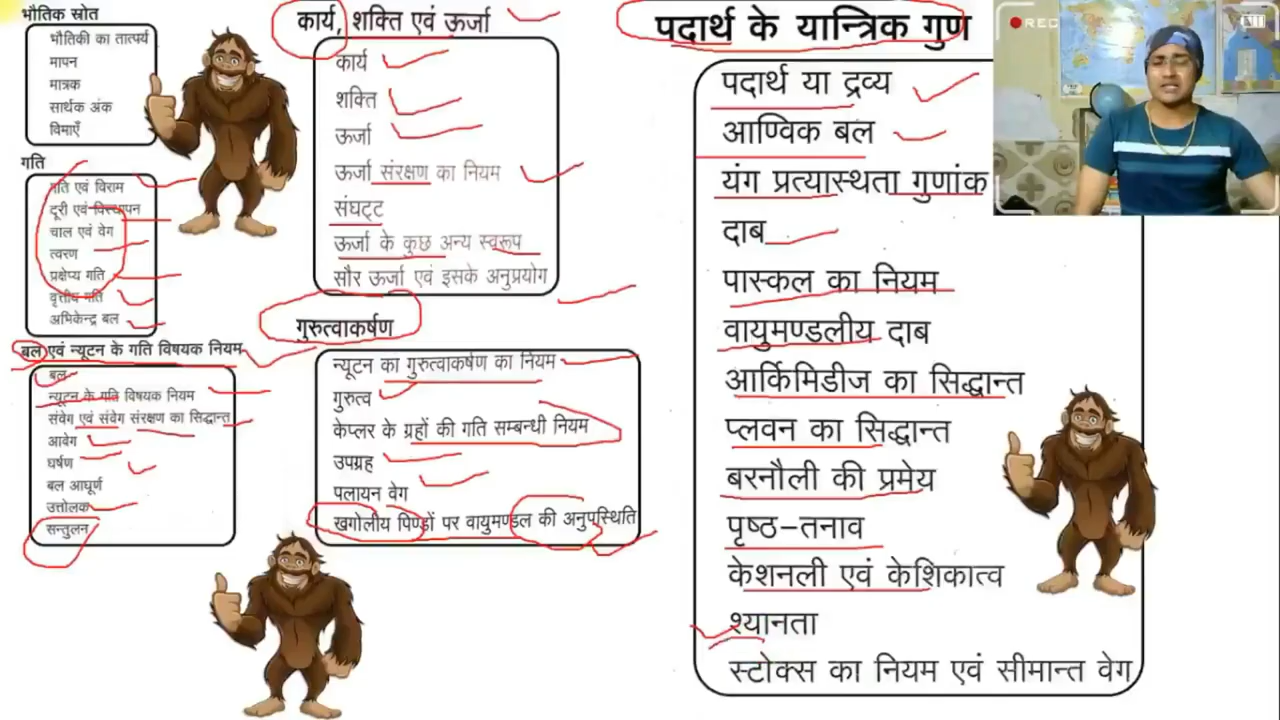 भौतिक स्रोत
भौतिकी का तात्पर्य
मापन
मात्रक
सार्थक अंक
विमाएँ
गति
गति एवं विराम
दूरी एवं विस्थापन
चाल एवं वेग
त्वरण
प्रक्षेप्य गति
वृत्तीय गति
अभिकेन्द्र बल
बल एवं न्यूटन के गति विषयक नियम
बल
न्यूटन के गति विषयक नियम
संवेग एवं संवेग संरक्षण का सिद्धान्त
आवेग
घर्षण
बल आघूर्ण
उत्तोलक
सन्तुलन
कार्य, शक्ति एवं ऊर्जा
कार्य
शक्ति
ऊर्जा
ऊर्जा संरक्षण का नियम
संघट्ट
ऊर्जा के कुछ अन्य स्वरूप
सौर ऊर्जा एवं इसके अनुप्रयोग
गुरुत्वाकर्षण
न्यूटन का गुरुत्वाकर्षण का नियम
गुरुत्व
केप्लर के ग्रहों की गति सम्बन्धी नियम
उपग्रह
पलायन वेग
खगोलीय पिण्डों पर वायुमण्डल की अनुपस्थिति
पदार्थ के यान्त्रिक गुण
पदार्थ या द्रव्य
आण्विक बल
यंग प्रत्यास्थता गुणांक
दाब
पास्कल का नियम
वायुमण्डलीय दाब
आर्किमिडीज का सिद्धान्त
प्लवन का सिद्धान्त
बरनौली की प्रमेय
पृष्ठ-तनाव
केशनली एवं केशिकात्व
श्यानता
स्टोक्स का नियम एवं सीमान्त वेग
REC